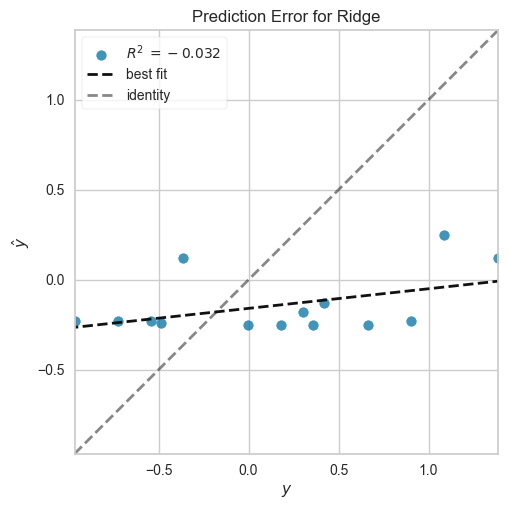 Prediction Error for Ridge
R² = −0.032
best fit
identity
1.0
0.5
0.0
−0.5
ŷ
−0.5
0.0
0.5
1.0
y